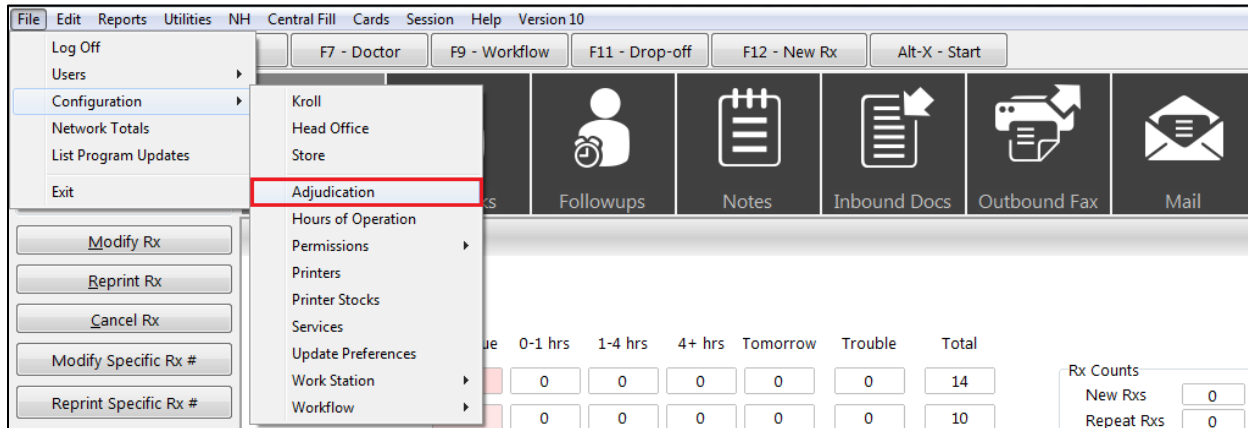 File Edit Reports Utilities NH Central Fill Cards Session Help Version 10
Log Off
Users
Configuration
Network Totals
List Program Updates
Exit
F7 - Doctor F9 - Workflow F11 - Drop-off F12 - New Rx Alt-X - Start
Kroll
Head Office
Store
Adjudication
Hours of Operation
Permissions
Printers
Printer Stocks
Services
Update Preferences
Work Station
Workflow
Followups Notes Inbound Docs Outbound Fax Mail
Modify Rx
Reprint Rx
Cancel Rx
Modify Specific Rx #
Reprint Specific Rx #
0-1 hrs 1-4 hrs 4+ hrs Tomorrow Trouble Total
0 0 0 0 0 14
0 0 0 0 0 10
Rx Counts
New Rxs 0
Repeat Rxs 0